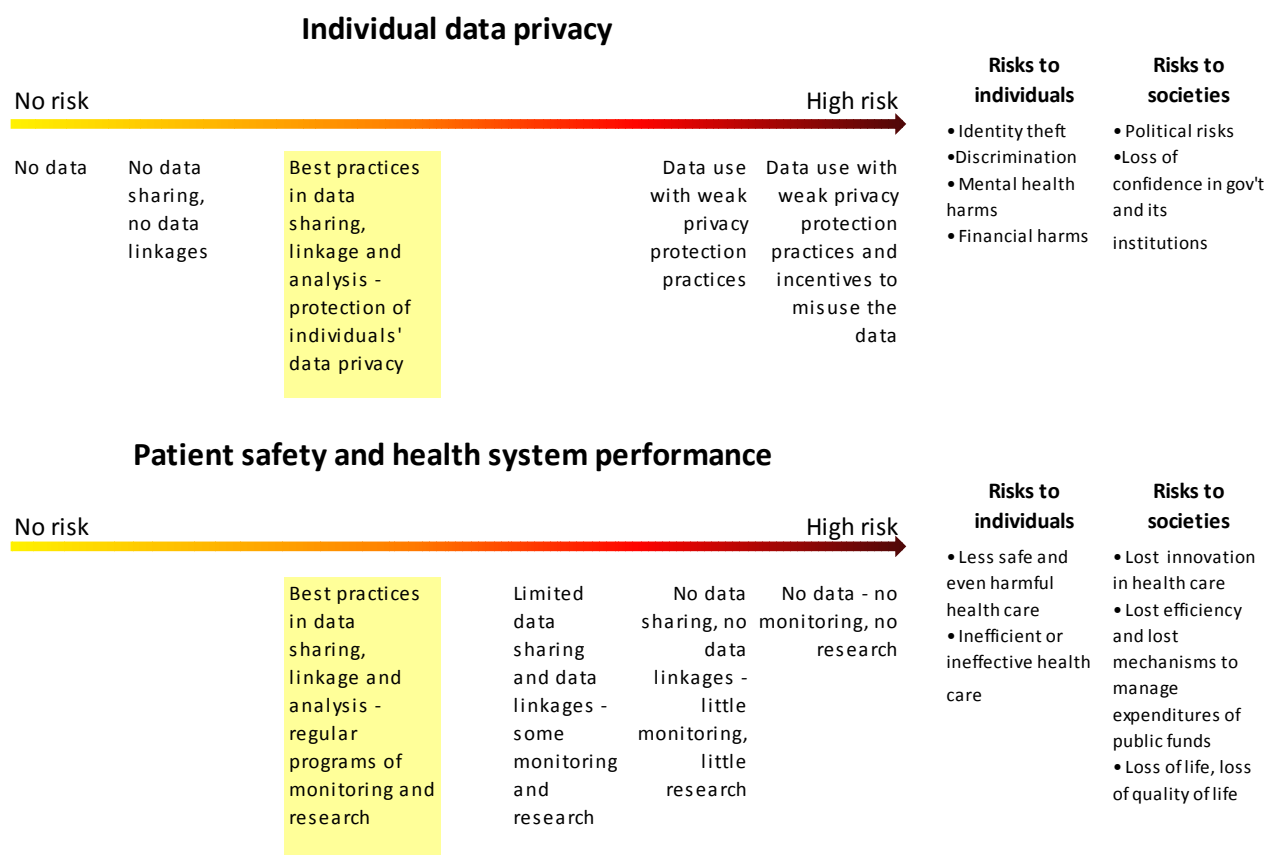 Individual data privacy
No risk
High risk
No data
No data
sharing,
no data
linkages
Best practices
in data
sharing,
linkage and
analysis -
protection of
individuals'
data privacy
Data use
with weak
privacy
protection
practices
Data use with
weak privacy
protection
practices and
incentives to
misuse the
data
Risks to
individuals
• Identity theft
•Discrimination
• Mental health
harms
• Financial harms
Risks to
societies
• Political risks
•Loss of
confidence in gov't
and its
institutions
Patient safety and health system performance
No risk
High risk
Best practices
in data
sharing,
linkage and
analysis -
regular
programs of
monitoring and
research
Limited
data
sharing
and data
linkages -
some
monitoring
and
research
No data
sharing, no
data
linkages -
little
monitoring,
little
research
No data - no
monitoring, no
research
Risks to
individuals
• Less safe and
even harmful
health care
• Inefficient or
ineffective health
care
Risks to
societies
• Lost innovation
in health care
• Lost efficiency
and lost
mechanisms to
manage
expenditures of
public funds
• Loss of life, loss
of quality of life